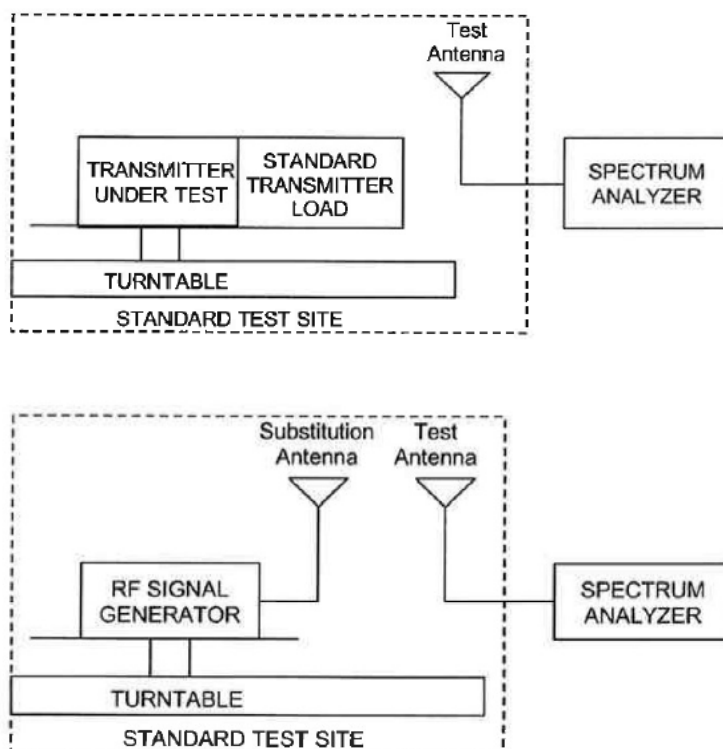 Test
Antenna
TRANSMITTER
UNDER TEST
STANDARD
TRANSMITTER
LOAD
SPECTRUM
ANALYZER
TURNTABLE
STANDARD TEST SITE
Substitution
Antenna
Test
Antenna
RF SIGNAL
GENERATOR
SPECTRUM
ANALYZER
TURNTABLE
STANDARD TEST SITE